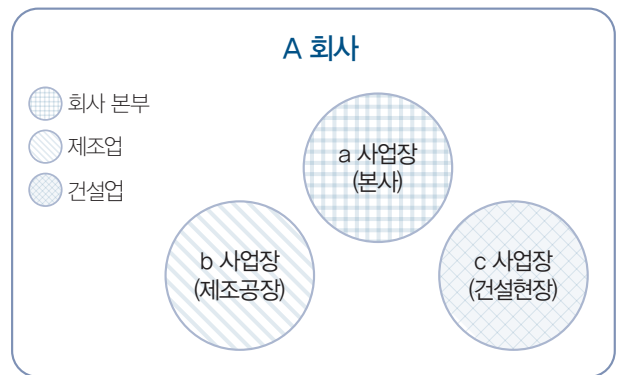 A 회사
회사 본부
제조업
건설업
a 사업장
(본사)
b 사업장
(제조공장)
c 사업장
(건설현장)